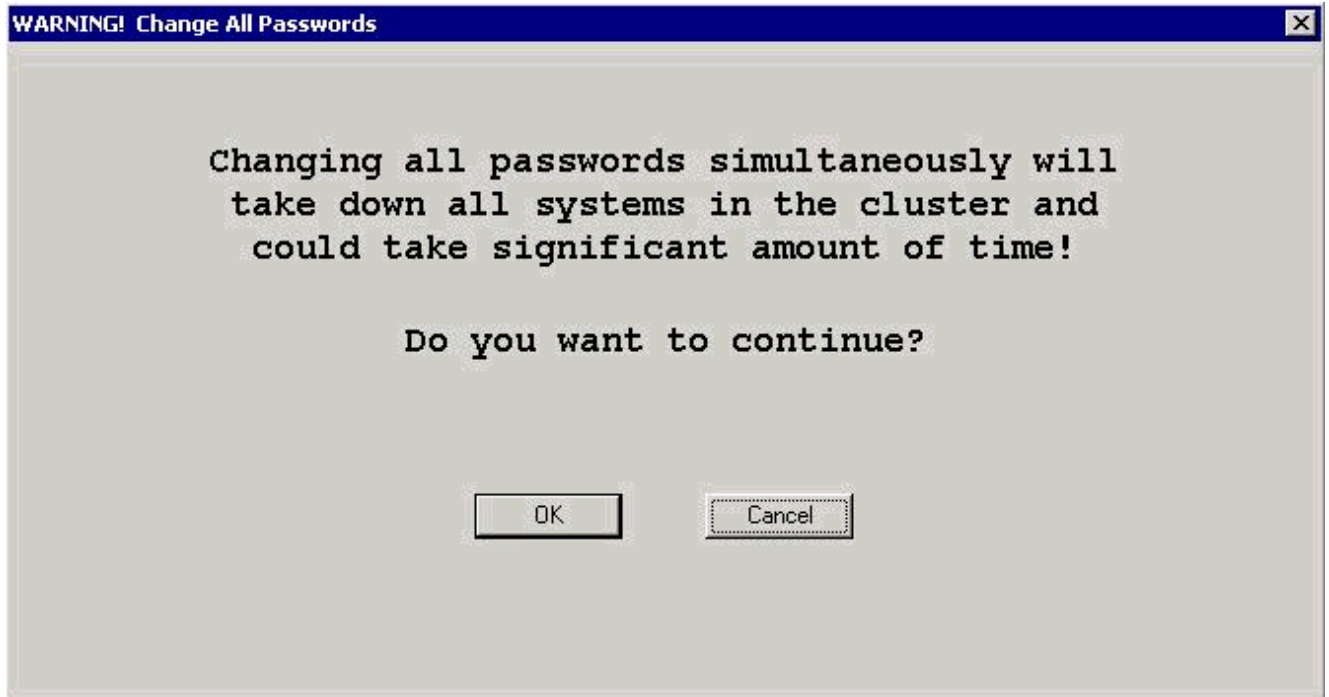 WARNING! Change All Passwords
Changing all passwords simultaneously will
take down all systems in the cluster and
could take significant amount of time!
Do you want to continue?
OK Cancel